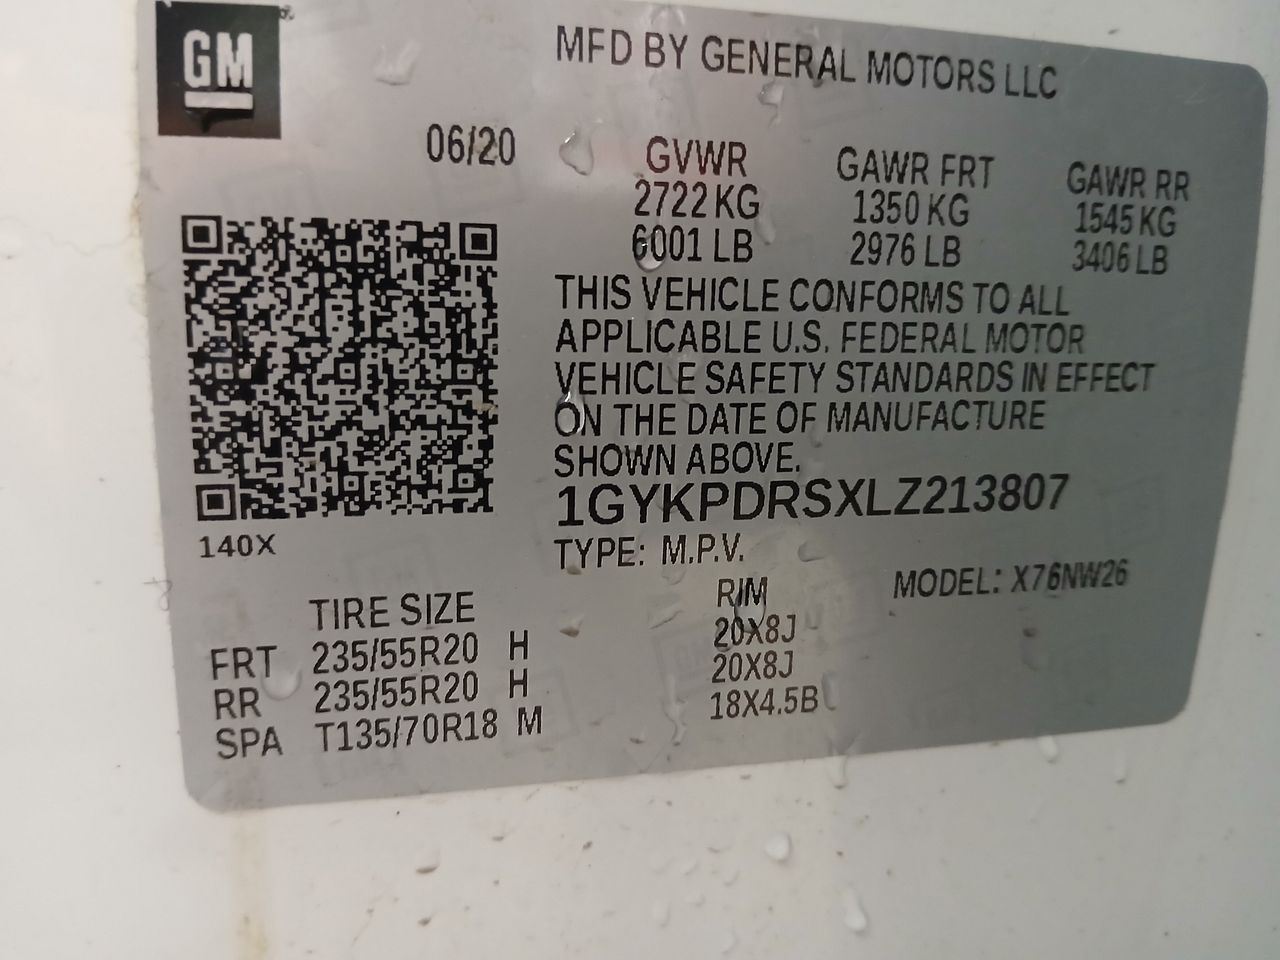 GM
MFD BY GENERAL MOTORS LLC
06/20
GVWR GAWR FRT GAWR RR
2722 KG 1350 KG 1545 KG
6001 LB 2976 LB 3406 LB
THIS VEHICLE CONFORMS TO ALL
APPLICABLE U.S. FEDERAL MOTOR
VEHICLE SAFETY STANDARDS IN EFFECT
ON THE DATE OF MANUFACTURE
SHOWN ABOVE.
1GYKPDRSXLZ213807
140X
TYPE: M.P.V. MODEL: X76NW26
TIRE SIZE RIM
FRT 235/55R20 H 20X8J
RR 235/55R20 H 20X8J
SPA T135/70R18 M 18X4.5B